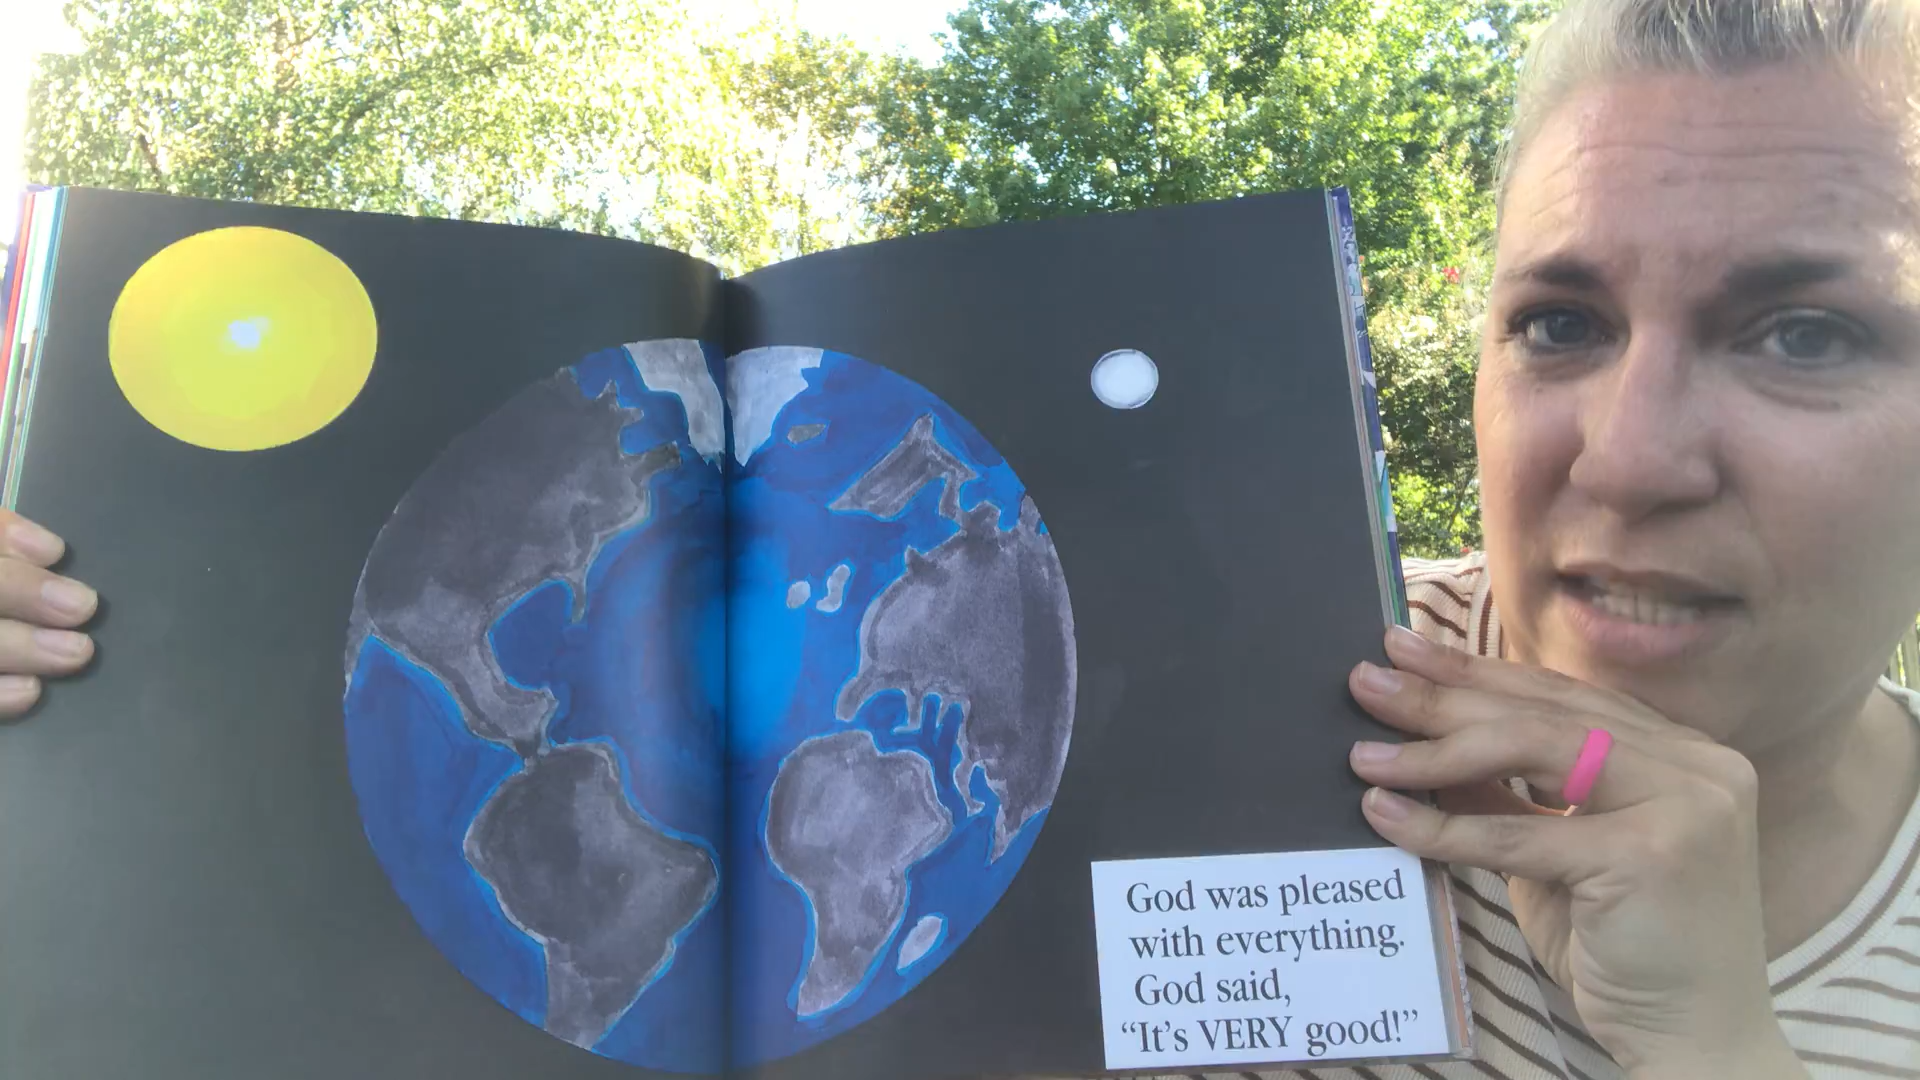 God was pleased
with everything.
God said,
“It’s VERY good!”